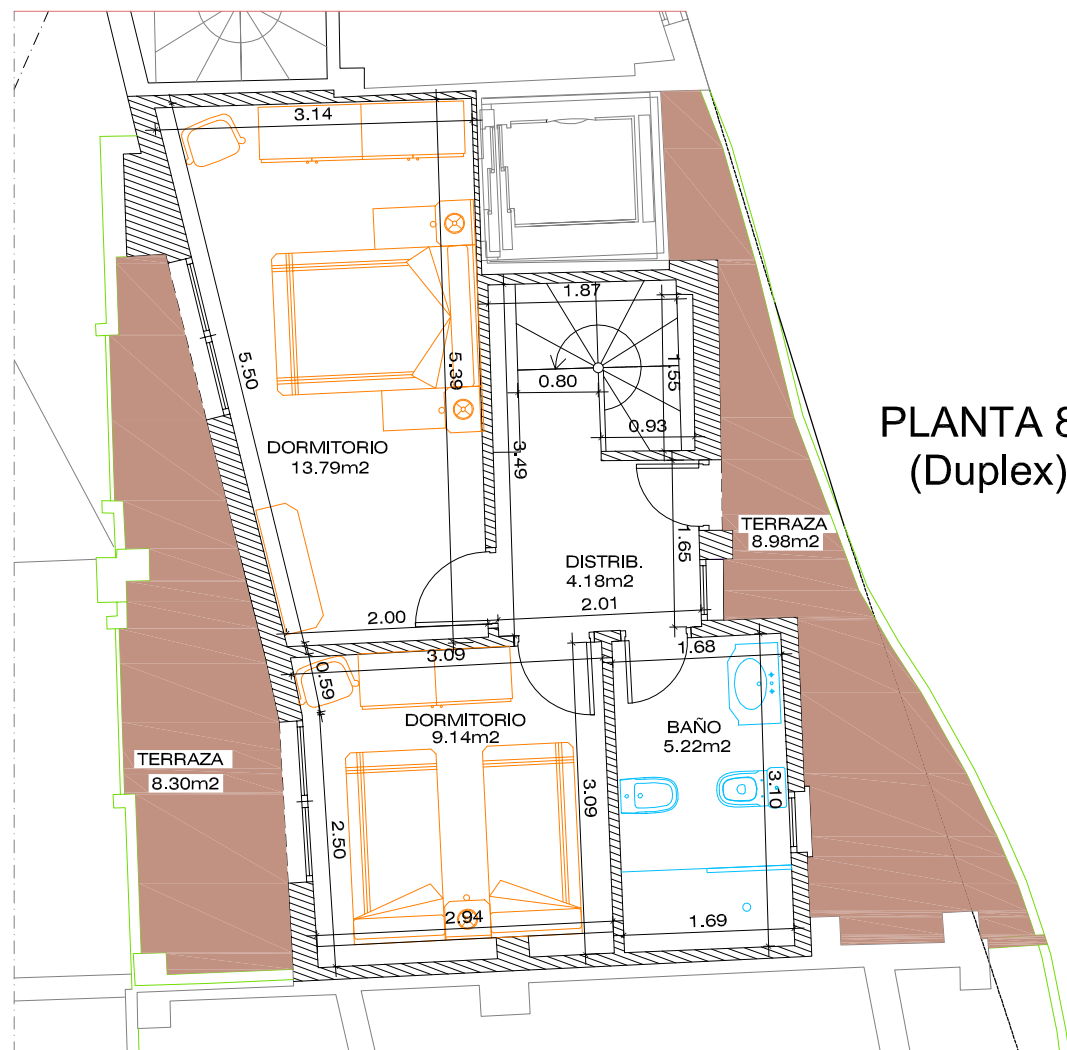 3.14
1.87
5.50
5.39
0.80
1.55
0.93
PLANTA 8
(Duplex)
DORMITORIO
13.79m2
3.49
TERRAZA
8.98m2
1.65
DISTRIB.
4.18m2
2.01
2.00
3.09
1.68
0.59
DORMITORIO
9.14m2
BAÑO
5.22m2
TERRAZA
8.30m2
3.09
3.10
2.50
2.94
1.69